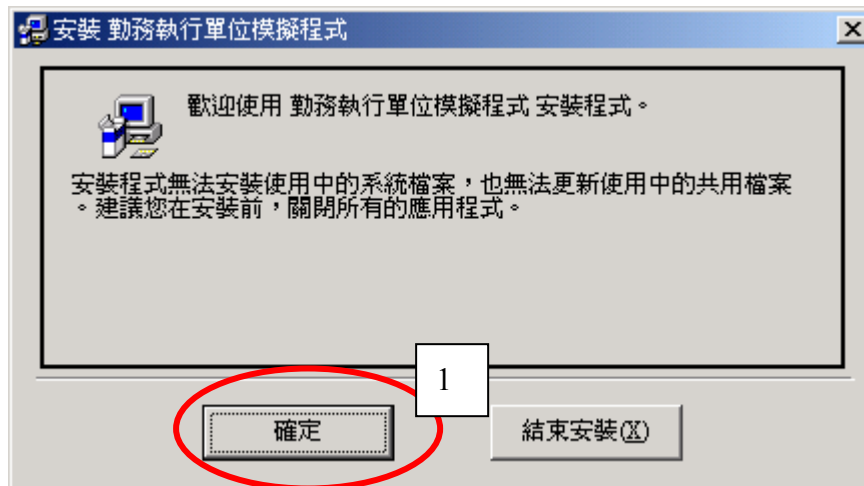 安裝 勤務執行單位模擬程式
歡迎使用 勤務執行單位模擬程式 安裝程式。
安裝程式無法安裝使用中的系統檔案，也無法更新使用中的共用檔案
。建議您在安裝前，關閉所有的應用程式。
1
確定
結束安裝(X)